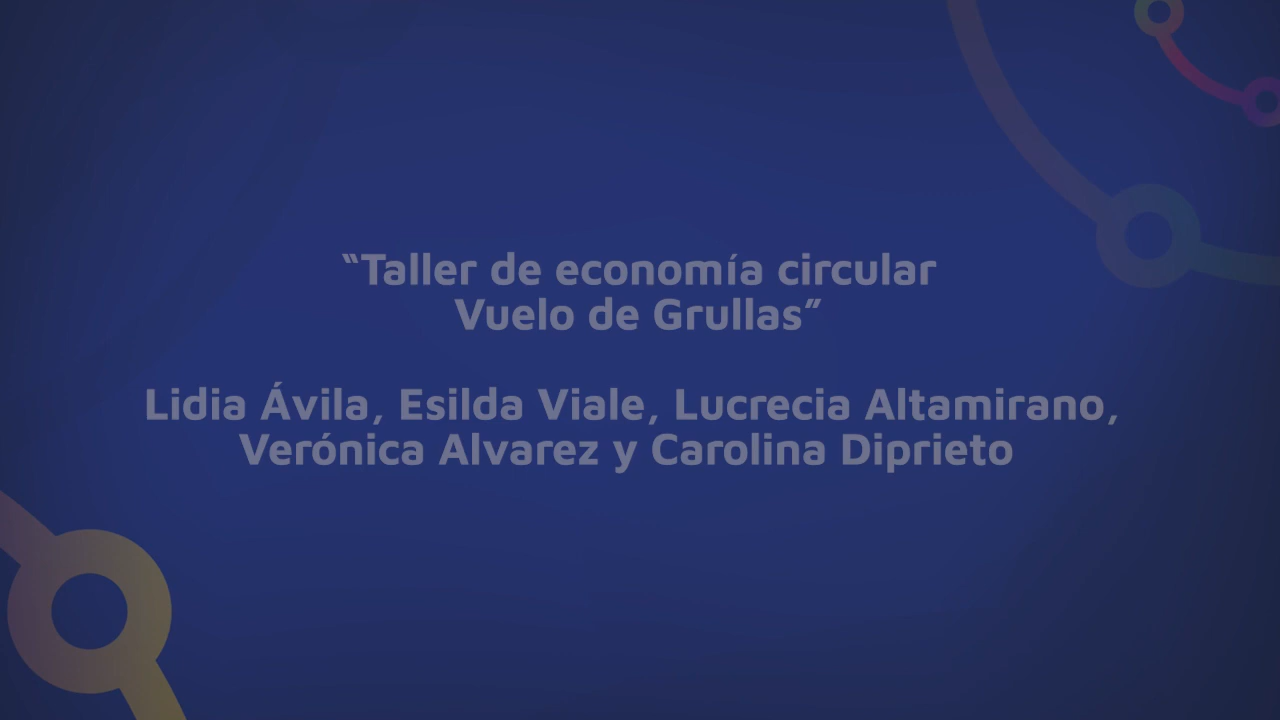 “Taller de economía circular
Vuelo de Grullas”
Lidia Ávila, Esilda Viale, Lucrecia Altamirano,
Verónica Alvarez y Carolina Diprieto